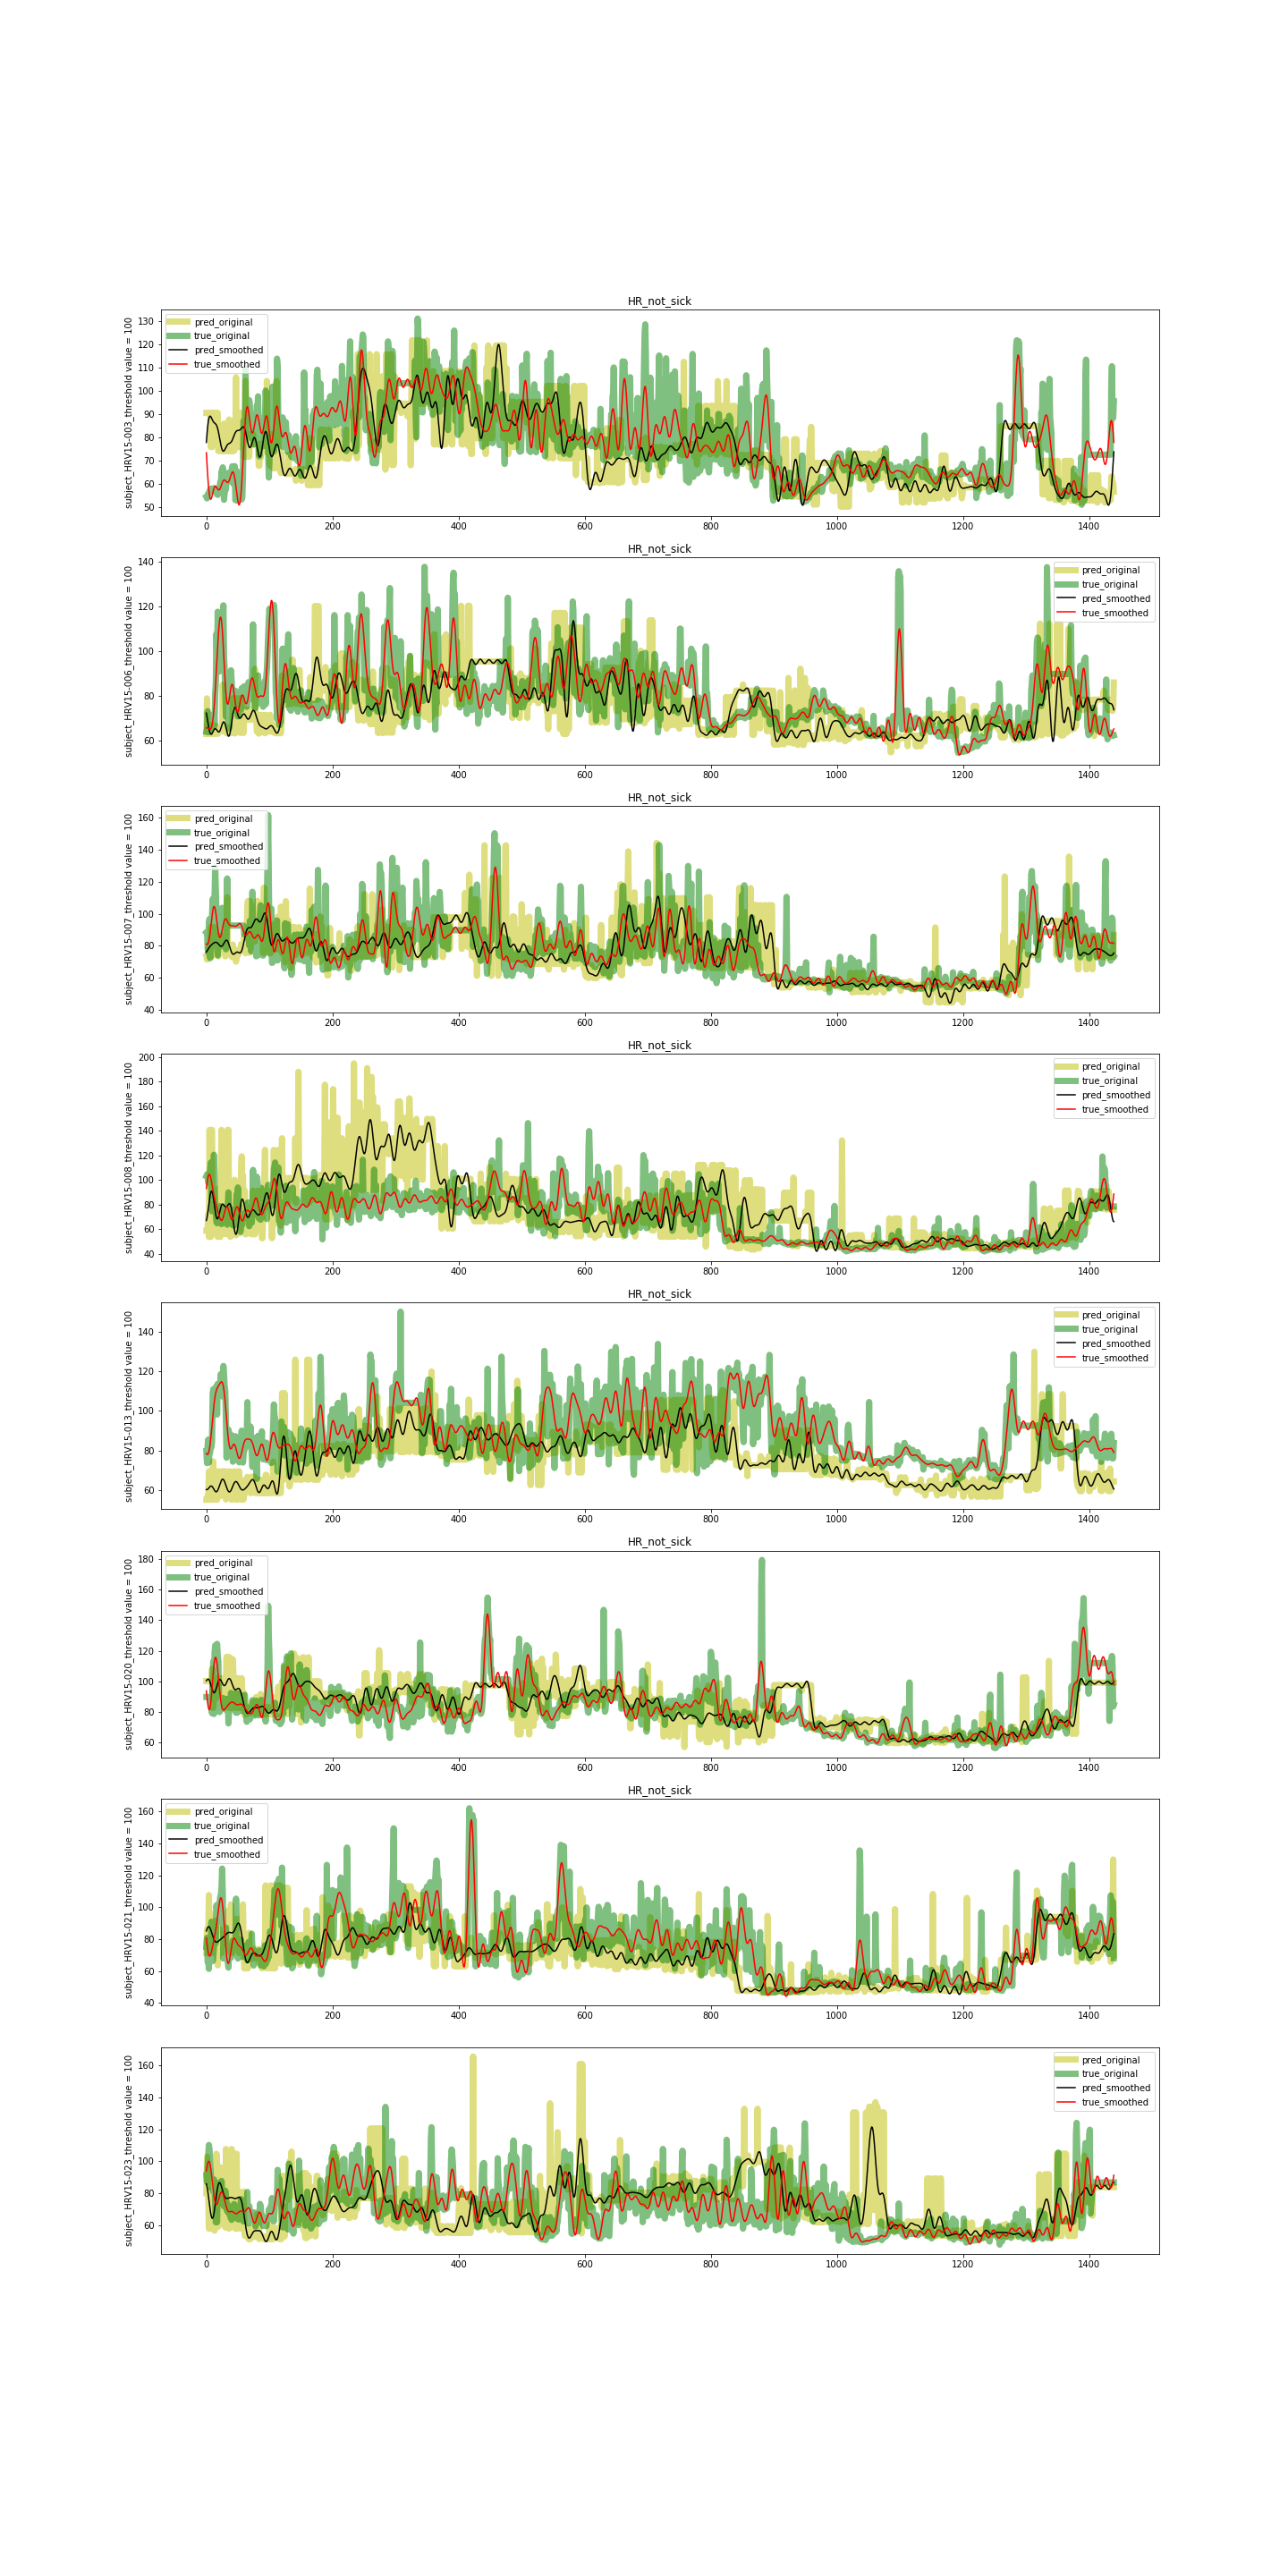 HR_not_sick
subject_HRV15-003_threshold value = 100
130
120
110
100
90
80
70
60
50
pred_original
true_original
pred_smoothed
true_smoothed
0 200 400 600 800 1000 1200 1400
HR_not_sick
subject_HRV15-006_threshold value = 100
140
120
100
80
60
pred_original
true_original
pred_smoothed
true_smoothed
0 200 400 600 800 1000 1200 1400
HR_not_sick
subject_HRV15-007_threshold value = 100
160
140
120
100
80
60
40
pred_original
true_original
pred_smoothed
true_smoothed
0 200 400 600 800 1000 1200 1400
HR_not_sick
subject_HRV15-008_threshold value = 100
200
180
160
140
120
100
80
60
40
pred_original
true_original
pred_smoothed
true_smoothed
0 200 400 600 800 1000 1200 1400
HR_not_sick
subject_HRV15-013_threshold value = 100
140
120
100
80
60
pred_original
true_original
pred_smoothed
true_smoothed
0 200 400 600 800 1000 1200 1400
HR_not_sick
subject_HRV15-020_threshold value = 100
180
160
140
120
100
80
60
pred_original
true_original
pred_smoothed
true_smoothed
0 200 400 600 800 1000 1200 1400
HR_not_sick
subject_HRV15-021_threshold value = 100
160
140
120
100
80
60
40
pred_original
true_original
pred_smoothed
true_smoothed
0 200 400 600 800 1000 1200 1400
subject_HRV15-023_threshold value = 100
160
140
120
100
80
60
pred_original
true_original
pred_smoothed
true_smoothed
0 200 400 600 800 1000 1200 1400